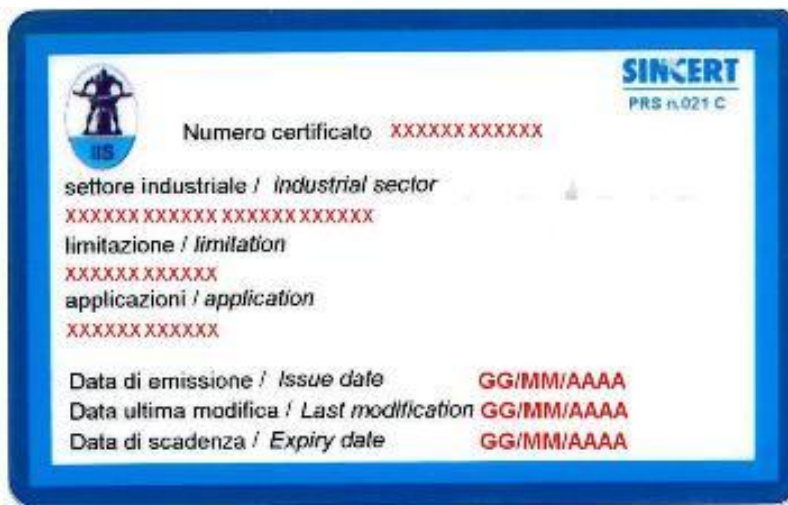 SINCERT
PRS n.021 C
IIS
Numero certificato XXXXXX XXXXXX
settore industriale / Industrial sector
XXXXXX XXXXXX XXXXXX XXXXXX
limitazione / limitation
XXXXXX XXXXXX
applicazioni / application
XXXXXX XXXXXX
Data di emissione / Issue date GG/MM/AAAA
Data ultima modifica / Last modification GG/MM/AAAA
Data di scadenza / Expiry date GG/MM/AAAA